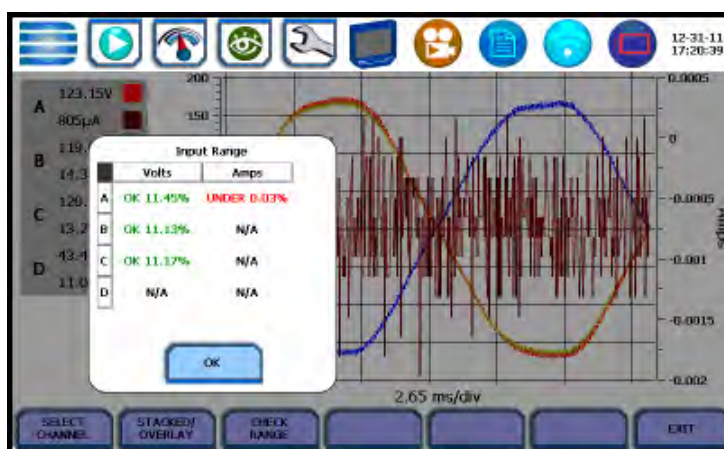 12-31-11
17:20:39
A 123.15V
805µA
B 119.
14.3
C 120.
13.2
D 43.4
11.0
200
150
0.0005
0
-0.0005
-0.001
-0.0015
-0.002
Amps
Input Range
Volts Amps
A OK 11.45% UNDER 0.03%
B OK 11.13% N/A
C OK 11.17% N/A
D N/A N/A
OK
2.65 ms/div
SELECT CHANNEL
STACKED/ OVERLAY
CHECK RANGE
EXIT